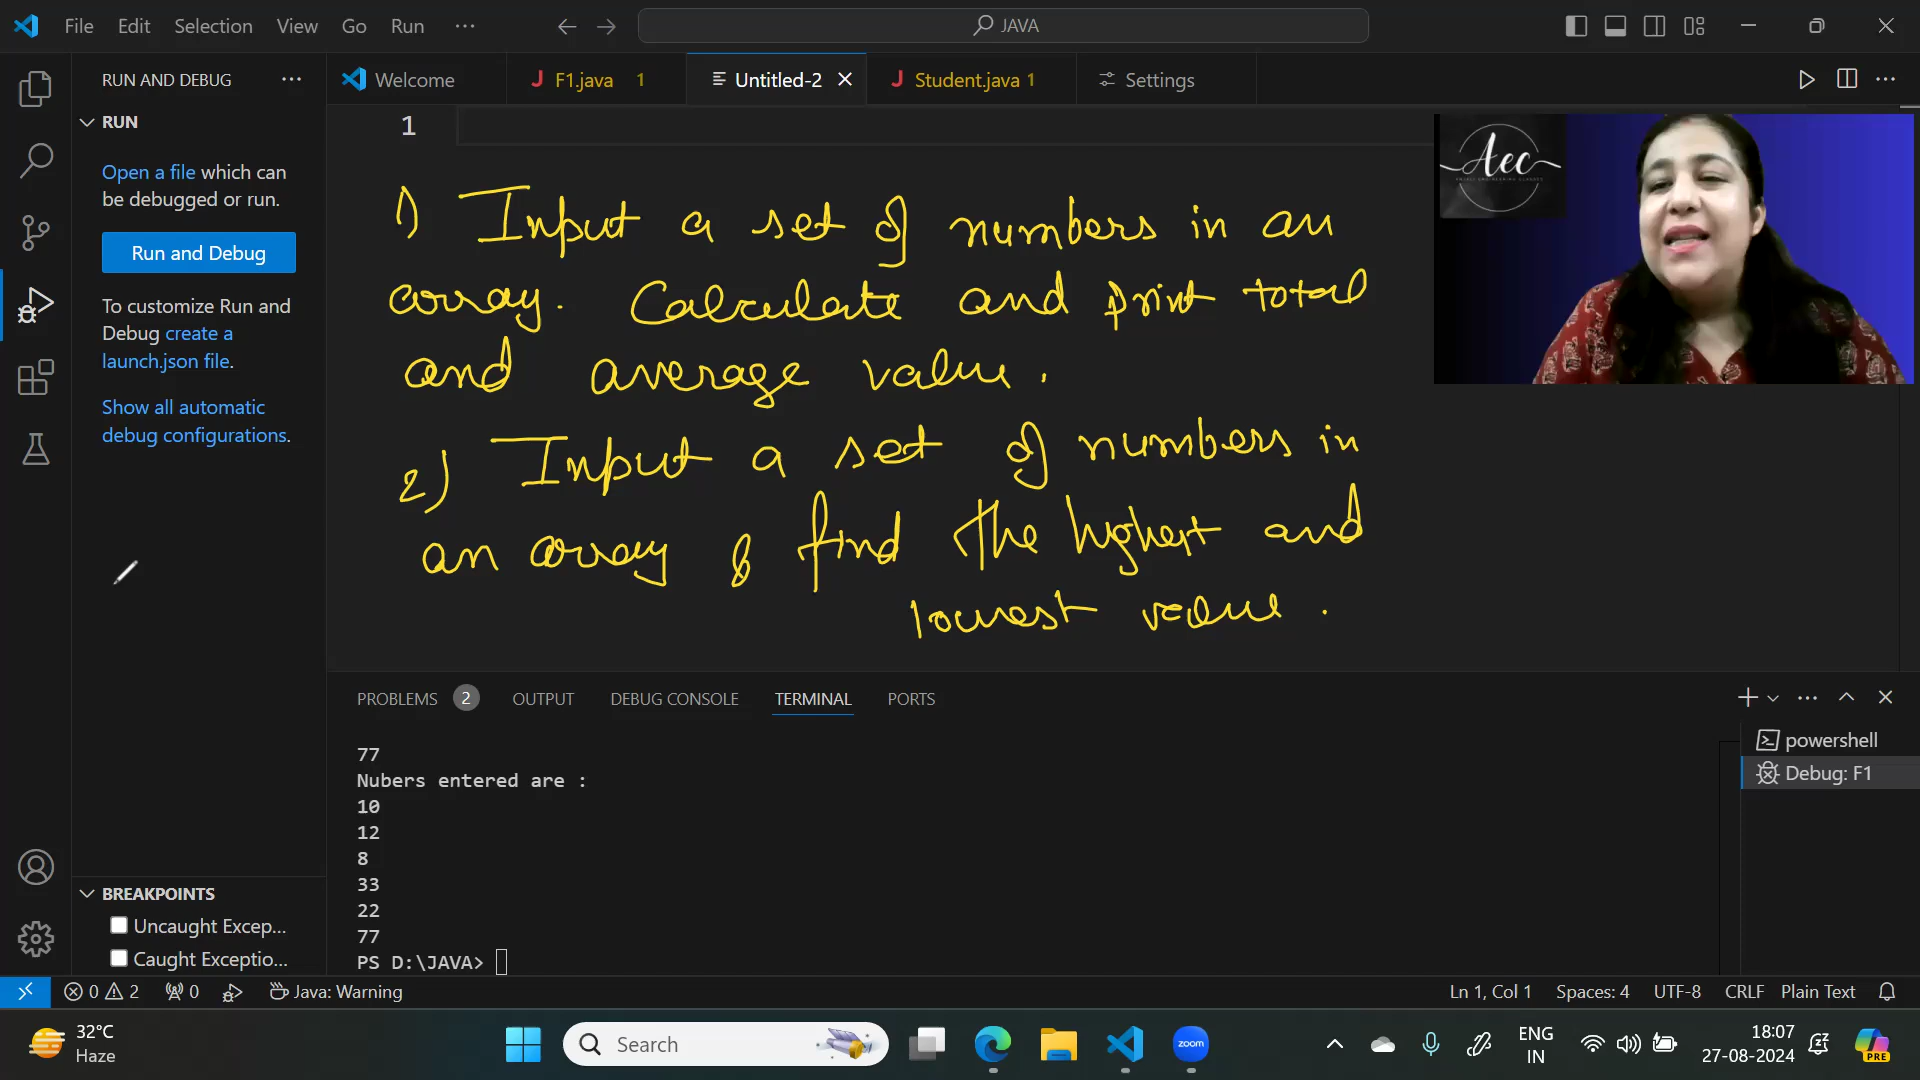 File Edit Selection View Go Run ··· JAVA
RUN AND DEBUG ···
Welcome F1.java 1 Untitled-2 Student.java 1 Settings
RUN
Open a file which can
be debugged or run.
Run and Debug
To customize Run and
Debug create a
launch.json file.
Show all automatic
debug configurations.
BREAKPOINTS
Uncaught Excep...
Caught Exceptio...
1
1) Input a set of numbers in an
array. Calculate and print total
and average value.
2) Input a set of numbers in
an array & find the highest and
lowest value.
Aec
PROBLEMS 2 OUTPUT DEBUG CONSOLE TERMINAL PORTS
77
Nubers entered are :
10
12
8
33
22
77
PS D:\JAVA>
powershell
Debug: F1
0 2 0 Java: Warning Ln 1, Col 1 Spaces: 4 UTF-8 CRLF Plain Text
32°C
Haze
Search
zoom
ENG
IN
18:07
27-08-2024
PRE